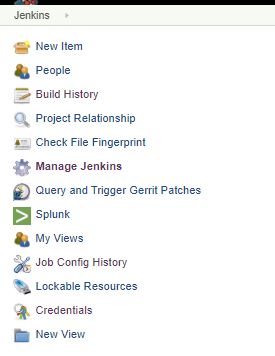 Jenkins
New Item
People
Build History
Project Relationship
Check File Fingerprint
Manage Jenkins
Query and Trigger Gerrit Patches
Splunk
My Views
Job Config History
Lockable Resources
Credentials
New View